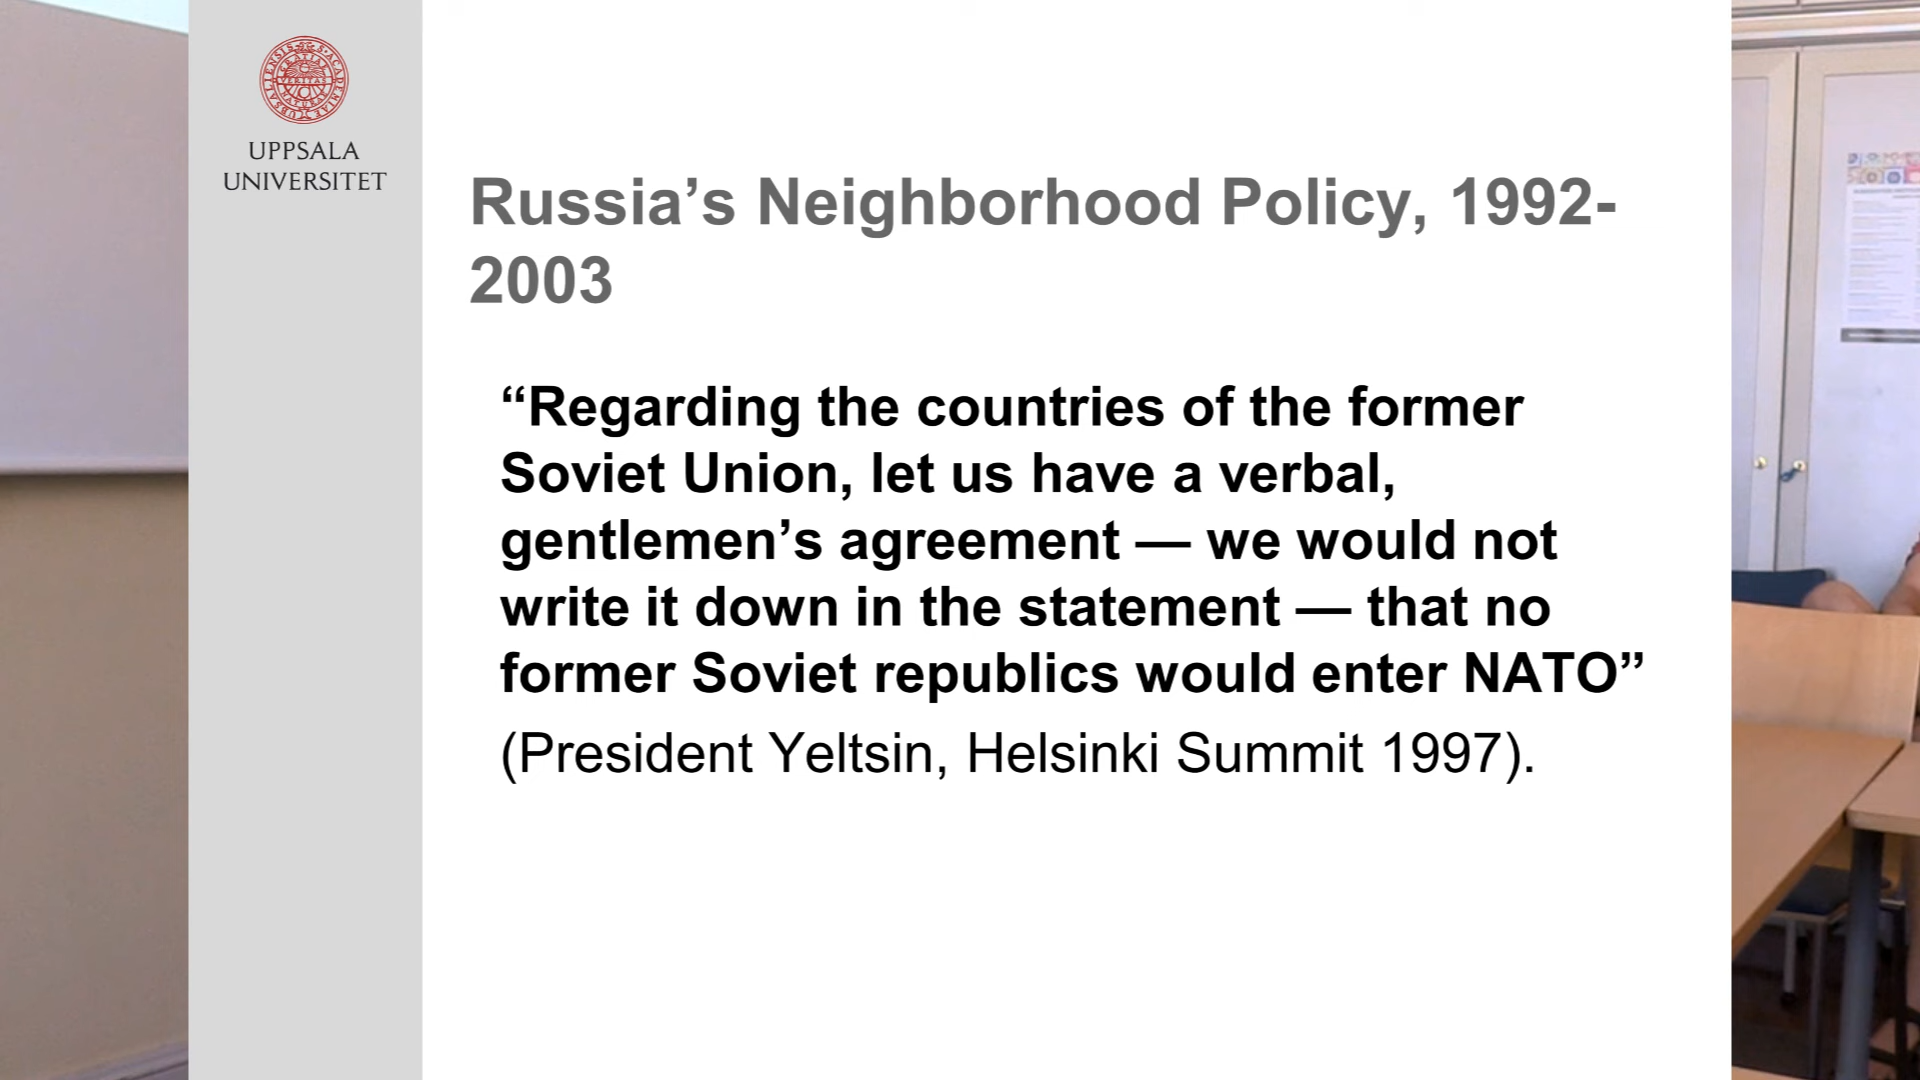 UPPSALA
UNIVERSITET
Russia’s Neighborhood Policy, 1992-
2003
“Regarding the countries of the former
Soviet Union, let us have a verbal,
gentlemen’s agreement — we would not
write it down in the statement — that no
former Soviet republics would enter NATO”
(President Yeltsin, Helsinki Summit 1997).